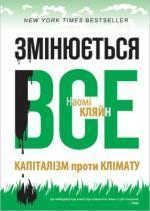 NEW YORK TIMES BESTSELLER
ЗМІНЮЄТЬСЯ
ВСЕ
Наомі
КЛЯЙН
КАПІТАЛІЗМ проти КЛІМАТУ